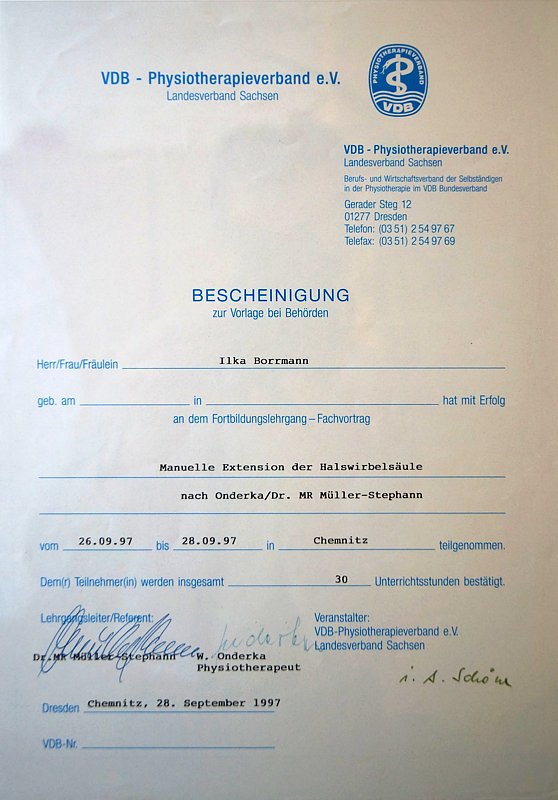 VDB - Physiotherapieverband e.V.
Landesverband Sachsen
PHYSIOTHERAPIEVERBAND
VDB
VDB - Physiotherapieverband e.V.
Landesverband Sachsen
Berufs- und Wirtschaftsverband der Selbständigen
in der Physiotherapie im VDB Bundesverband
Gerader Steg 12
01277 Dresden
Telefon: (03 51) 2 54 97 67
Telefax: (03 51) 2 54 97 69
BESCHEINIGUNG
zur Vorlage bei Behörden
Herr/Frau/Fräulein Ilka Borrmann
geb. am in hat mit Erfolg
an dem Fortbildungslehrgang – Fachvortrag
Manuelle Extension der Halswirbelsäule
nach Onderka/Dr. MR Müller-Stephann
vom 26.09.97 bis 28.09.97 in Chemnitz teilgenommen.
Dem(r) Teilnehmer(in) werden insgesamt 30 Unterrichtsstunden bestätigt.
Lehrgangsleiter/Referent:
Veranstalter:
VDB-Physiotherapieverband e.V.
Landesverband Sachsen
Dr.MR Müller-Stephann W. Onderka
Physiotherapeut
i. A. Schöne
Dresden Chemnitz, 28. September 1997
VDB-Nr.